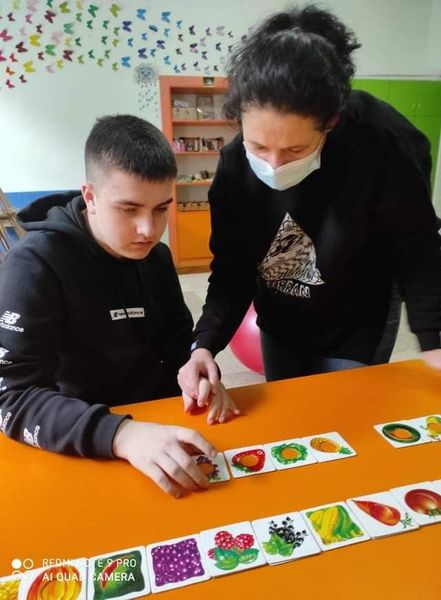 new balance
URBAN
REDMI NOTE 9 PRO
AI QUAD CAMERA